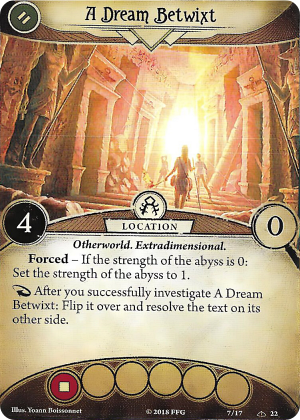 A Dream Betwixt
4
LOCATION
0
Otherworld. Extradimensional.
Forced – If the strength of the abyss is 0:
Set the strength of the abyss to 1.
After you successfully investigate A Dream
Betwixt: Flip it over and resolve the text on its
other side.
Illus. Yoann Boissonnet
© 2018 FFG
7/17
22